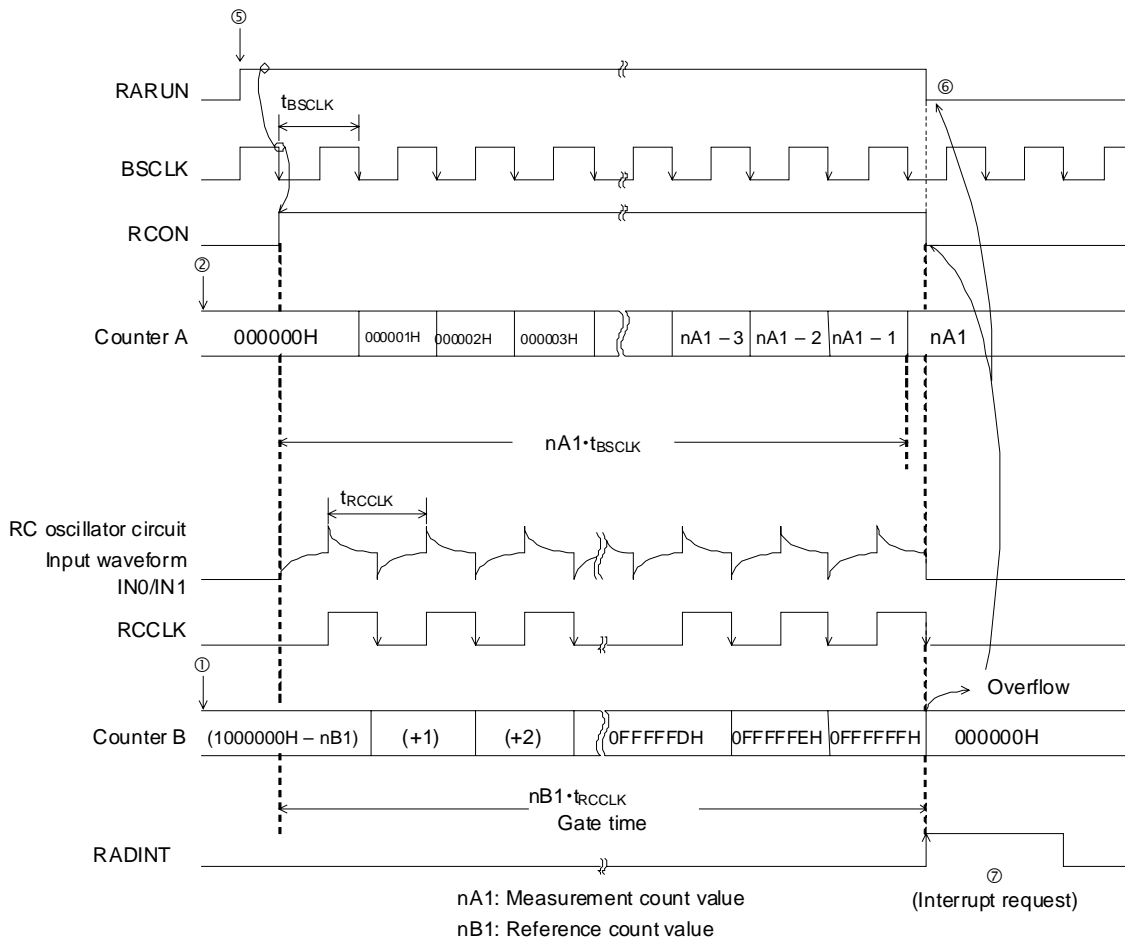 ⑤
RARUN
⑥
tBSCLK
BSCLK
RCON
②
Counter A
000000H 000001H 000002H 000003H nA1 – 3 nA1 – 2 nA1 – 1 nA1
nA1•tBSCLK
tRCCLK
RC oscillator circuit
Input waveform
IN0/IN1
RCCLK
①
Overflow
Counter B
(1000000H – nB1) (+1) (+2) 0FFFFFDH 0FFFFFEH 0FFFFFFH 000000H
nB1•tRCCLK
Gate time
RADINT
⑦
(Interrupt request)
nA1: Measurement count value
nB1: Reference count value